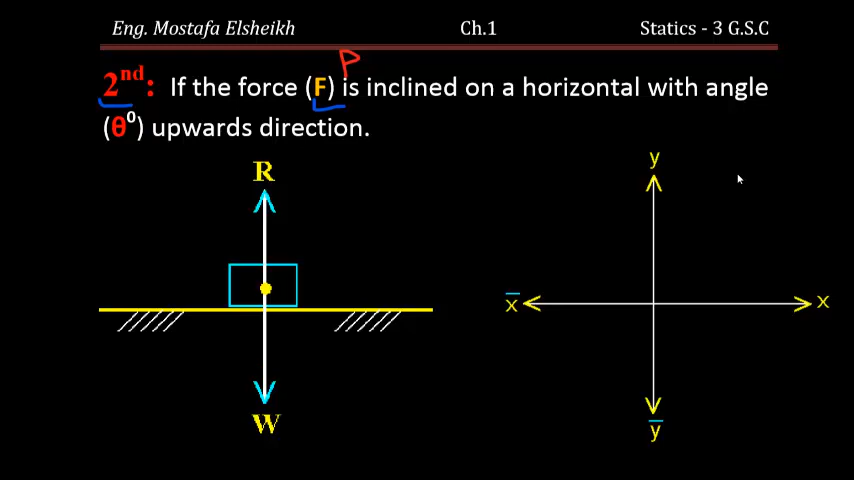 Eng. Mostafa Elsheikh Ch.1 Statics - 3 G.S.C
P
2nd: If the force (F) is inclined on a horizontal with angle
(θ⁰) upwards direction.
R
y
x̅ x
W
y̅